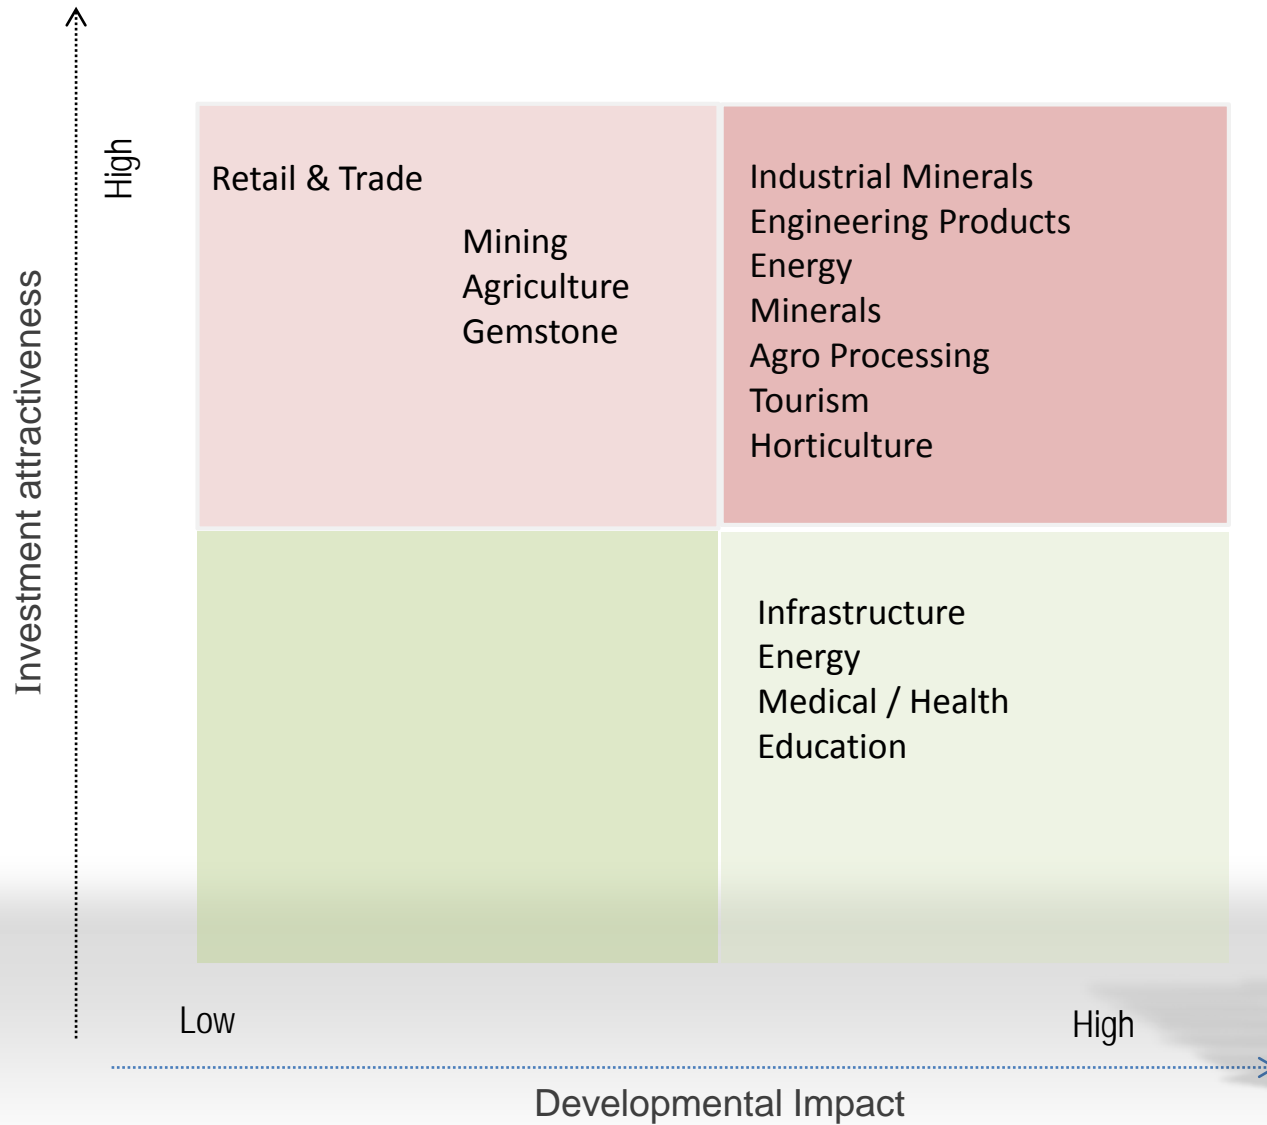 High
Investment attractiveness
Retail & Trade
Mining
Agriculture
Gemstone
Industrial Minerals
Engineering Products
Energy
Minerals
Agro Processing
Tourism
Horticulture
Infrastructure
Energy
Medical / Health
Education
Low
High
Developmental Impact